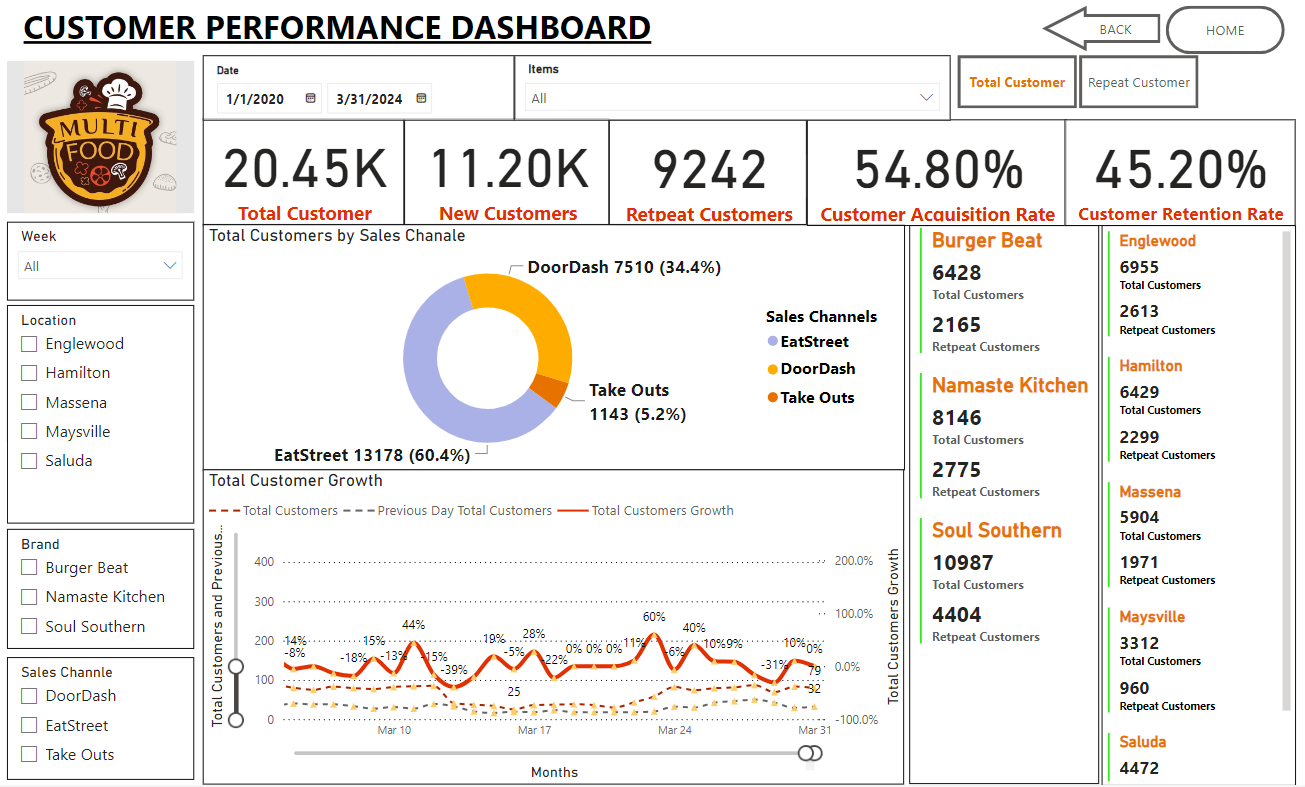 CUSTOMER PERFORMANCE DASHBOARD
BACK
HOME
MULTI
FOOD
Date
1/1/2020
3/31/2024
Items
All
Total Customer
Repeat Customer
20.45K
Total Customer
11.20K
New Customers
9242
Retpeat Customers
54.80%
Customer Acquisition Rate
45.20%
Customer Retention Rate
Week
All
Location
Englewood
Hamilton
Massena
Maysville
Saluda
Brand
Burger Beat
Namaste Kitchen
Soul Southern
Sales Channle
DoorDash
EatStreet
Take Outs
Total Customers by Sales Chanale
DoorDash 7510 (34.4%)
Take Outs
1143 (5.2%)
EatStreet 13178 (60.4%)
Sales Channels
EatStreet
DoorDash
Take Outs
Total Customer Growth
Total Customers
Previous Day Total Customers
Total Customers Growth
Total Customers and Previous...
400
300
200
100
0
200.0%
100.0%
0.0%
-100.0%
Total Customers Growth
14%
-8%
-18%
15%
-13%
44%
-15%
-39%
19%
-5%
28%
-22%
0%
0%
0%
11%
60%
-6%
40%
10%
9%
-31%
10%
0%
25
79
32
Mar 10
Mar 17
Mar 24
Mar 31
Months
Burger Beat
6428
Total Customers
2165
Retpeat Customers
Namaste Kitchen
8146
Total Customers
2775
Retpeat Customers
Soul Southern
10987
Total Customers
4404
Retpeat Customers
Englewood
6955
Total Customers
2613
Retpeat Customers
Hamilton
6429
Total Customers
2299
Retpeat Customers
Massena
5904
Total Customers
1971
Retpeat Customers
Maysville
3312
Total Customers
960
Retpeat Customers
Saluda
4472